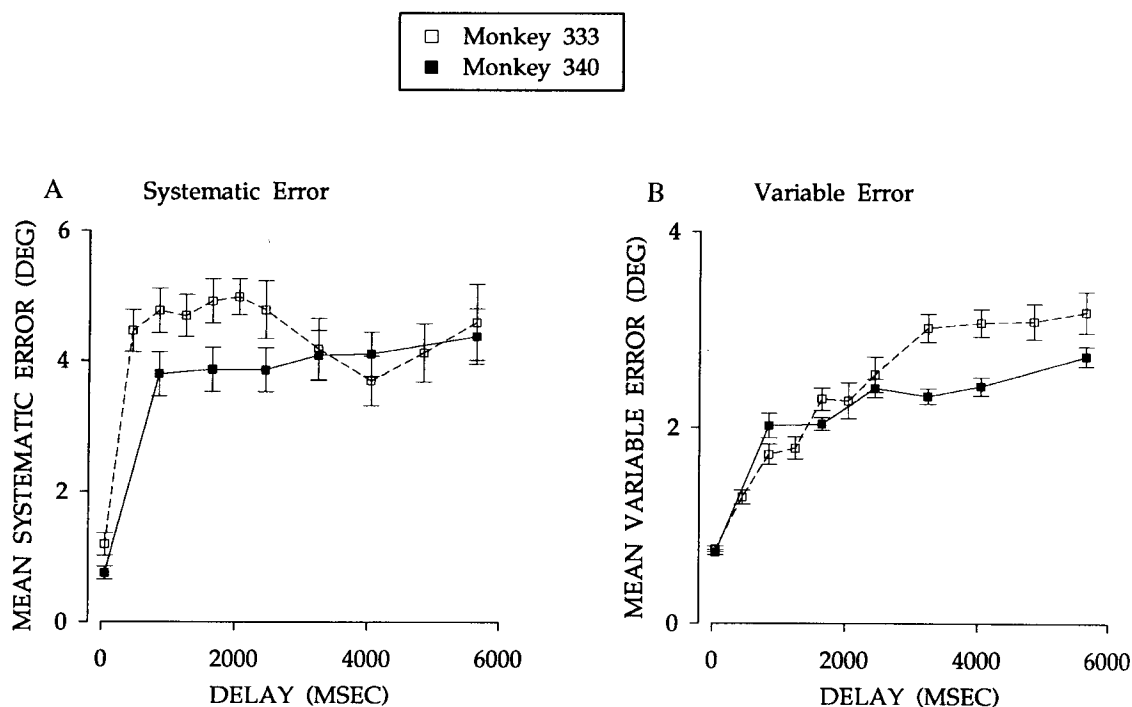 Monkey 333
Monkey 340
A Systematic Error
MEAN SYSTEMATIC ERROR (DEG)
6
4
2
0
0 2000 4000 6000
DELAY (MSEC)
B Variable Error
MEAN VARIABLE ERROR (DEG)
4
2
0
0 2000 4000 6000
DELAY (MSEC)